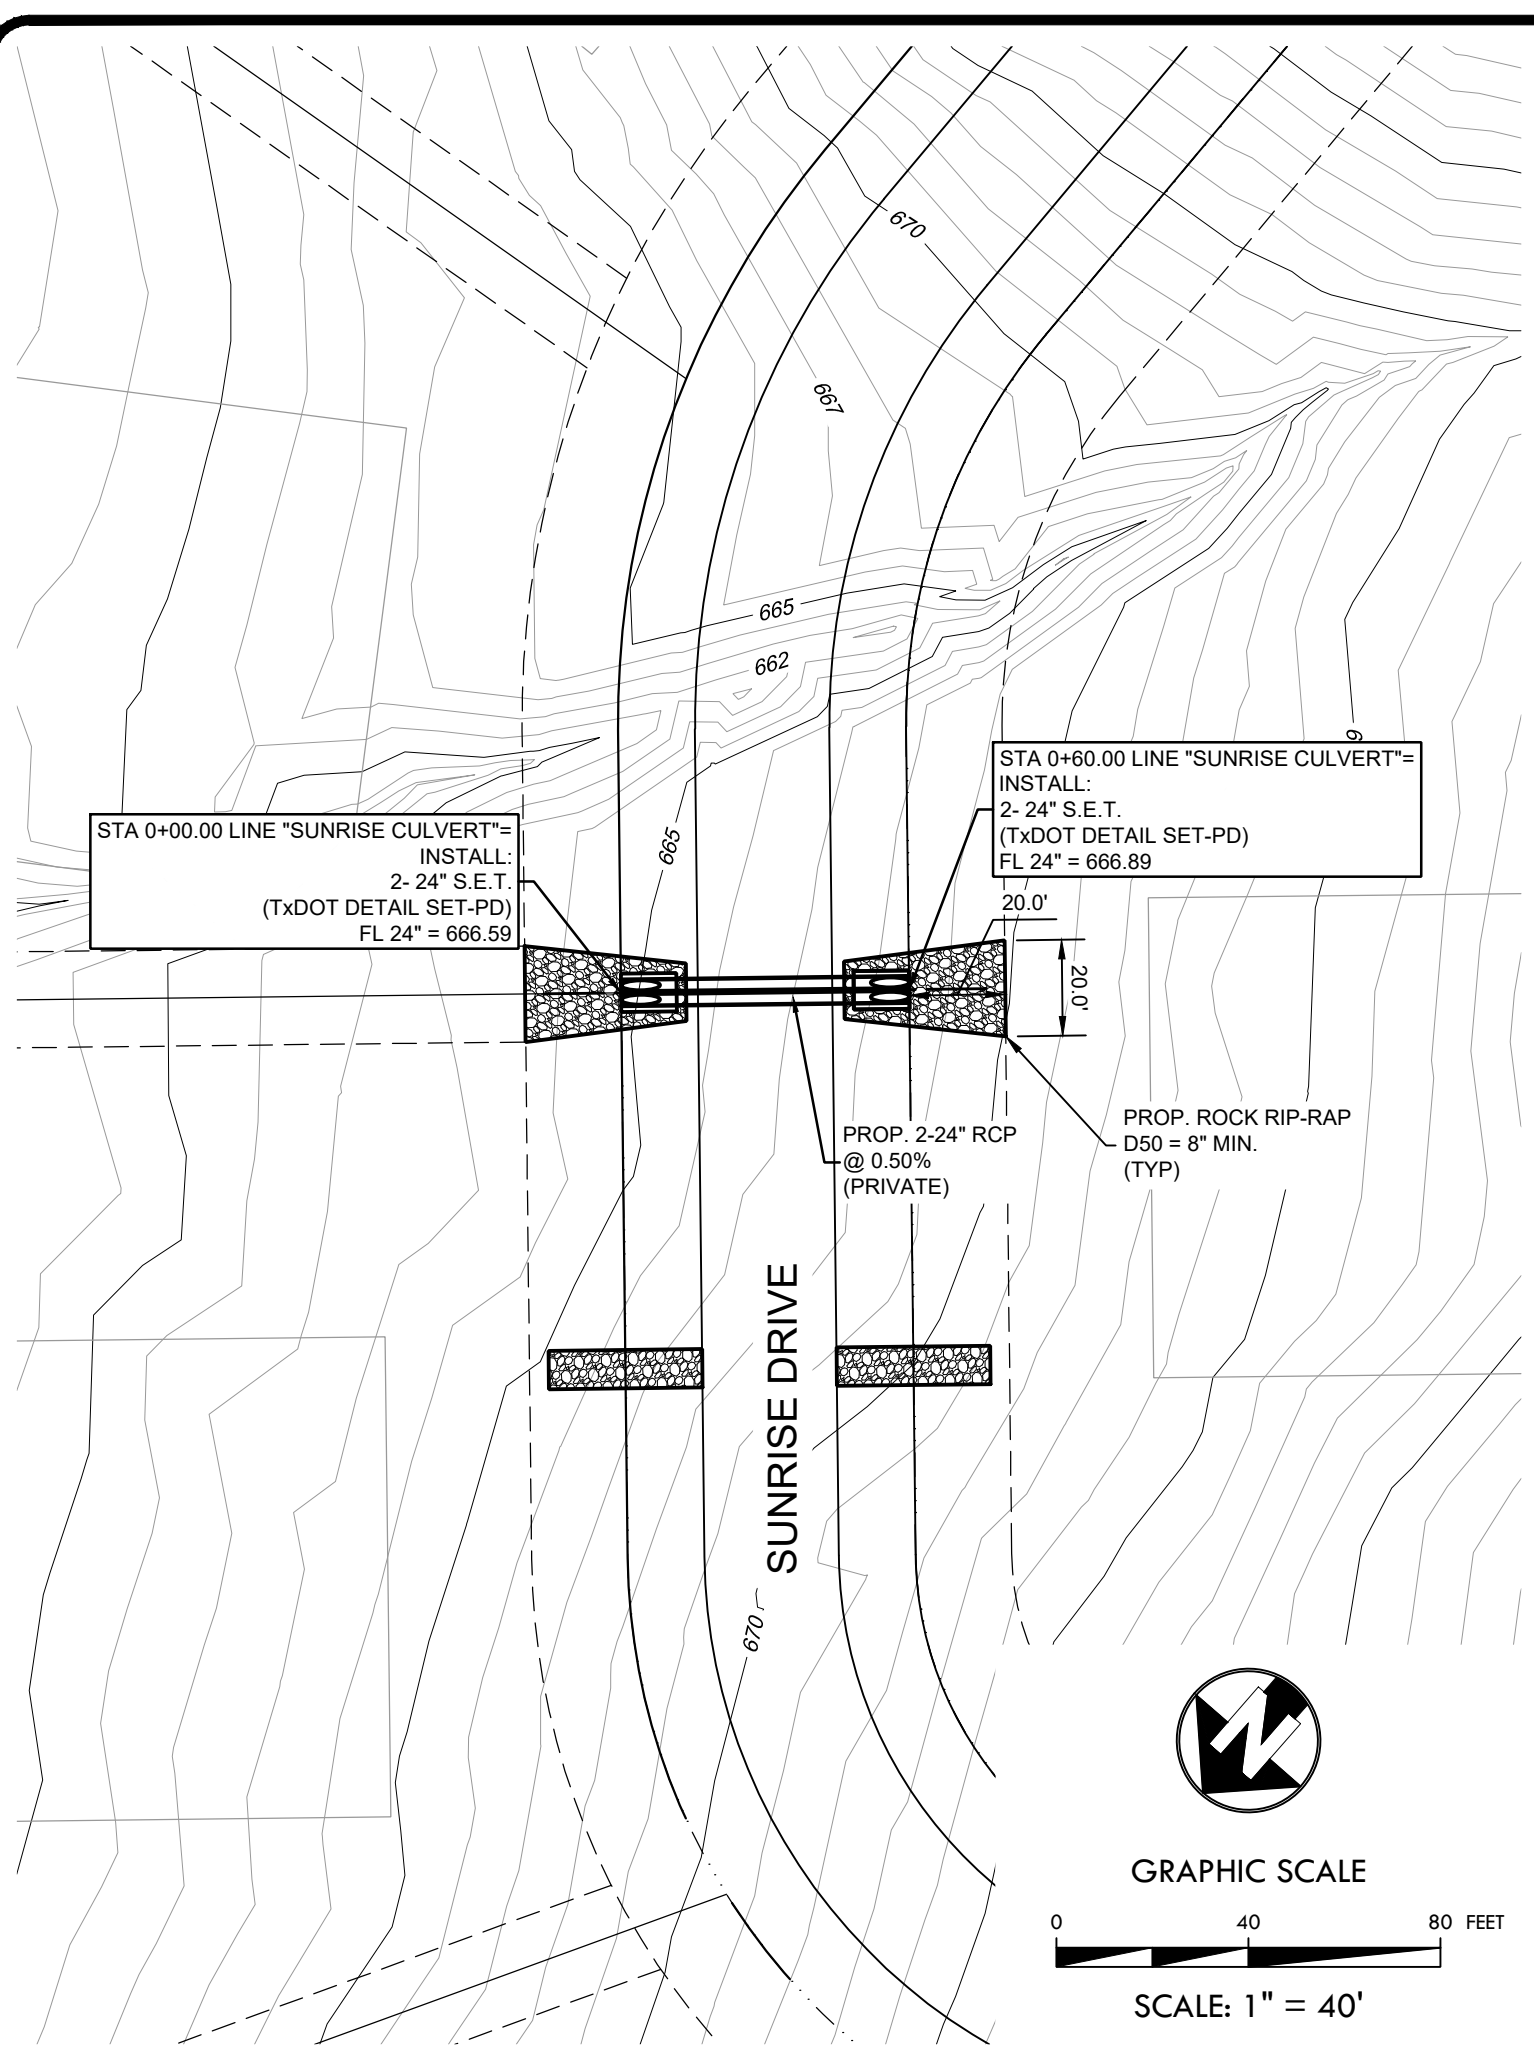 670
667
665
662
6
STA 0+60.00 LINE "SUNRISE CULVERT"=
INSTALL:
2- 24" S.E.T.
(TxDOT DETAIL SET-PD)
FL 24" = 666.89
STA 0+00.00 LINE "SUNRISE CULVERT"=
INSTALL:
2- 24" S.E.T.
(TxDOT DETAIL SET-PD)
FL 24" = 666.59
665
20.0'
20.0'
PROP. 2-24" RCP
@ 0.50%
(PRIVATE)
PROP. ROCK RIP-RAP
D50 = 8" MIN.
(TYP)
SUNRISE DRIVE
670
N
GRAPHIC SCALE
0 40 80 FEET
SCALE: 1" = 40'